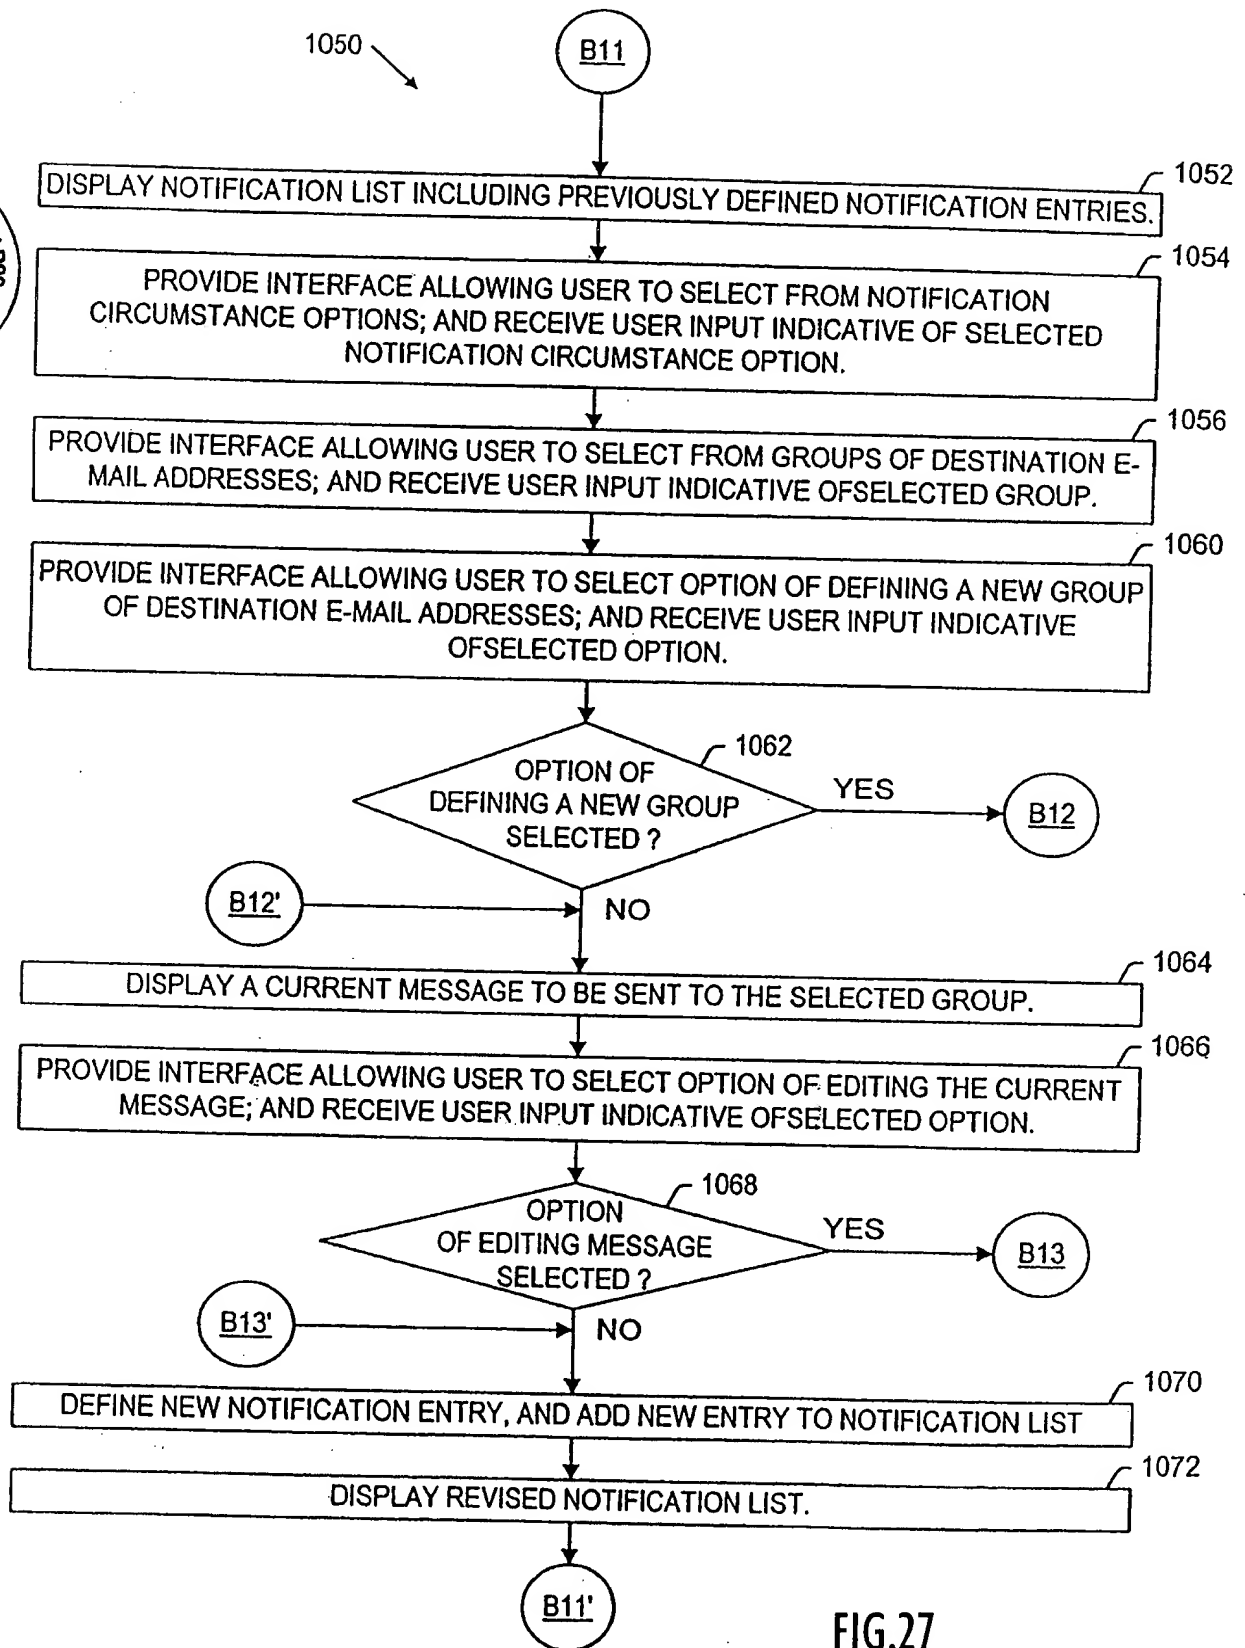 1050
B11
1052
DISPLAY NOTIFICATION LIST INCLUDING PREVIOUSLY DEFINED NOTIFICATION ENTRIES.
1054
PROVIDE INTERFACE ALLOWING USER TO SELECT FROM NOTIFICATION
CIRCUMSTANCE OPTIONS; AND RECEIVE USER INPUT INDICATIVE OF SELECTED
NOTIFICATION CIRCUMSTANCE OPTION.
1056
PROVIDE INTERFACE ALLOWING USER TO SELECT FROM GROUPS OF DESTINATION E-
MAIL ADDRESSES; AND RECEIVE USER INPUT INDICATIVE OFSELECTED GROUP.
1060
PROVIDE INTERFACE ALLOWING USER TO SELECT OPTION OF DEFINING A NEW GROUP
OF DESTINATION E-MAIL ADDRESSES; AND RECEIVE USER INPUT INDICATIVE
OFSELECTED OPTION.
1062
OPTION OF
DEFINING A NEW GROUP
SELECTED ?
YES
B12
B12'
NO
1064
DISPLAY A CURRENT MESSAGE TO BE SENT TO THE SELECTED GROUP.
1066
PROVIDE INTERFACE ALLOWING USER TO SELECT OPTION OF EDITING THE CURRENT
MESSAGE; AND RECEIVE USER INPUT INDICATIVE OFSELECTED OPTION.
1068
OPTION
OF EDITING MESSAGE
SELECTED ?
YES
B13
B13'
NO
1070
DEFINE NEW NOTIFICATION ENTRY, AND ADD NEW ENTRY TO NOTIFICATION LIST
1072
DISPLAY REVISED NOTIFICATION LIST.
B11'
FIG.27